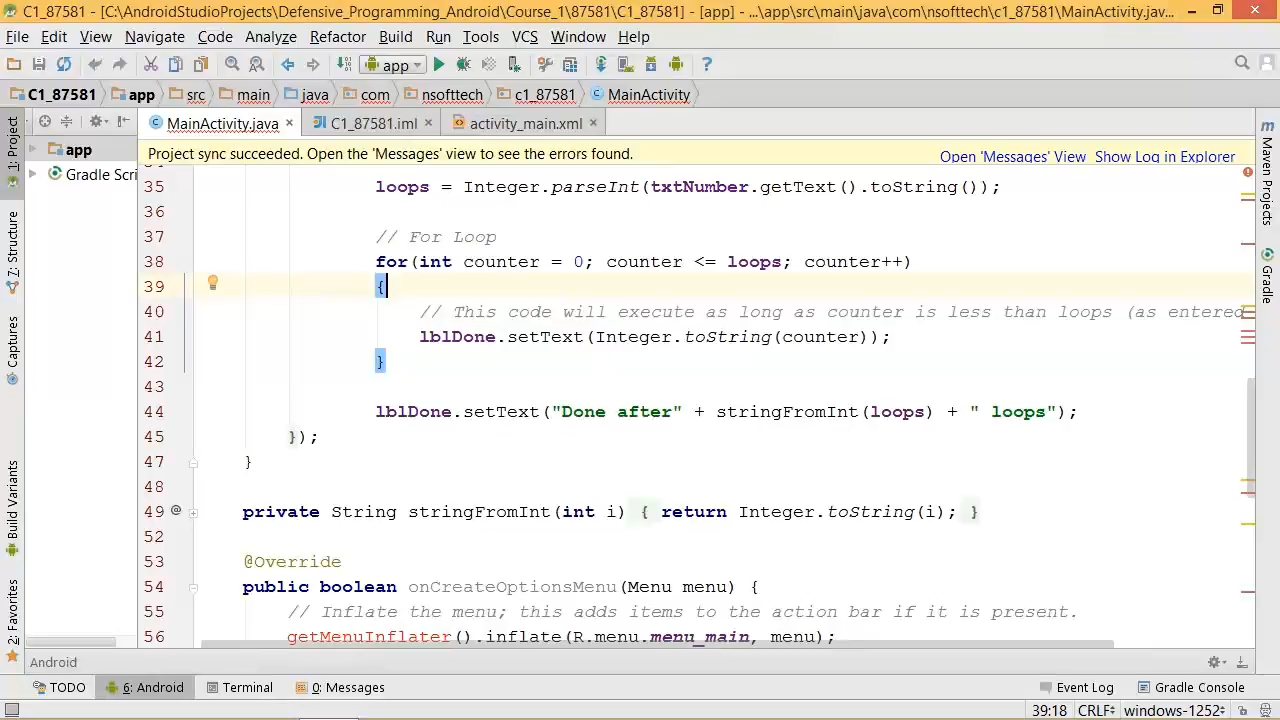 C1_87581 - [C:\AndroidStudioProjects\Defensive_Programming_Android\Course_1\87581\C1_87581] - [app] - ...\app\src\main\java\com\nsofttech\c1_87581\MainActivity.jav...
File Edit View Navigate Code Analyze Refactor Build Run Tools VCS Window Help
app
C1_87581 app src main java com nsofttech c1_87581 MainActivity
MainActivity.java C1_87581.iml activity_main.xml
Project sync succeeded. Open the 'Messages' view to see the errors found. Open 'Messages' View Show Log in Explorer
1: Project
7: Structure
Captures
Build Variants
2: Favorites
app
Gradle Scri
35 loops = Integer.parseInt(txtNumber.getText().toString());
36
37 // For Loop
38 for(int counter = 0; counter <= loops; counter++)
39 {
40 // This code will execute as long as counter is less than loops (as entered
41 lblDone.setText(Integer.toString(counter));
42 }
43
44 lblDone.setText("Done after" + stringFromInt(loops) + " loops");
45 });
47 }
48
49 @ private String stringFromInt(int i) { return Integer.toString(i); }
52
53 @Override
54 public boolean onCreateOptionsMenu(Menu menu) {
55 // Inflate the menu; this adds items to the action bar if it is present.
56 getMenuInflater().inflate(R.menu.menu_main, menu);
Maven Projects
Gradle
Android
TODO 6: Android Terminal 0: Messages Event Log Gradle Console
39:18 CRLF windows-1252